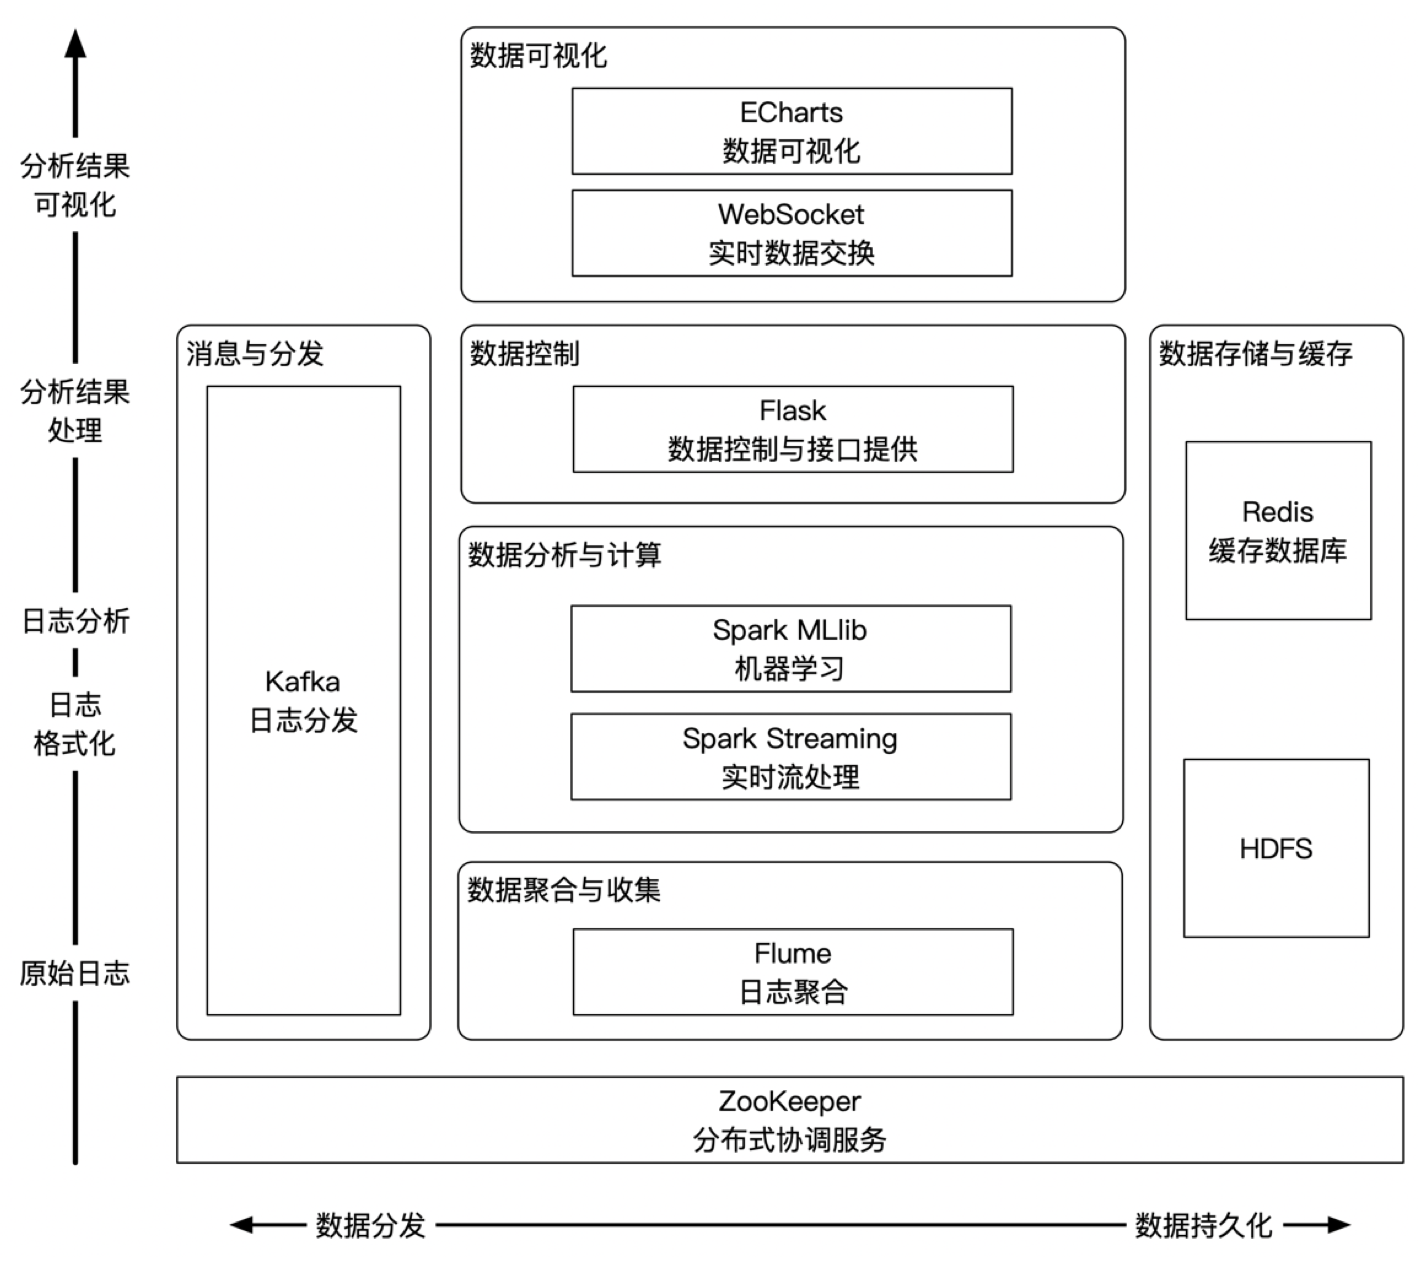 数据可视化
ECharts
数据可视化
WebSocket
实时数据交换
分析结果
可视化
消息与分发
Kafka
日志分发
数据控制
Flask
数据控制与接口提供
数据存储与缓存
Redis
缓存数据库
HDFS
分析结果
处理
数据分析与计算
Spark MLlib
机器学习
Spark Streaming
实时流处理
日志分析
日志
格式化
数据聚合与收集
Flume
日志聚合
原始日志
ZooKeeper
分布式协调服务
数据分发
数据持久化